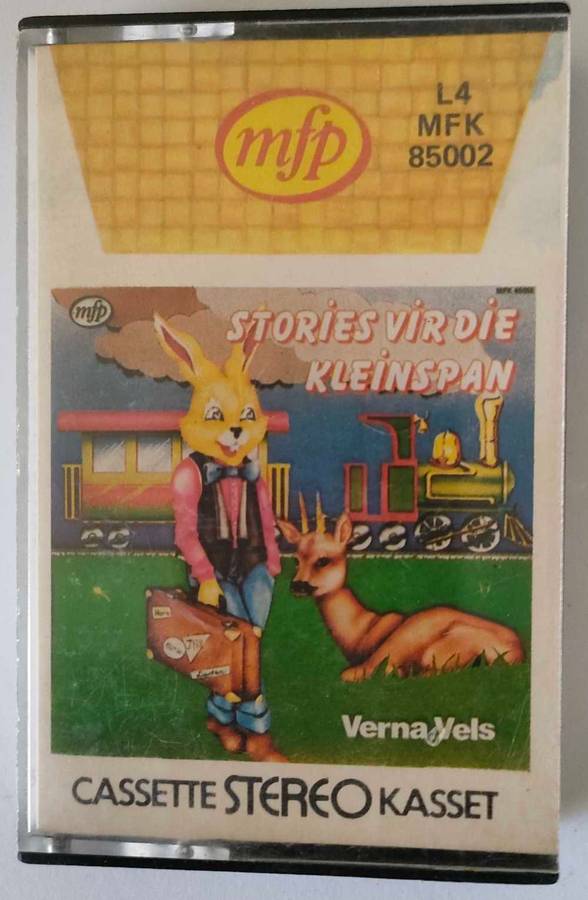 mfp
L4
MFK
85002
mfp
STORIES VIR DIE
KLEINSPAN
Verna Vels
CASSETTE STEREO KASSET